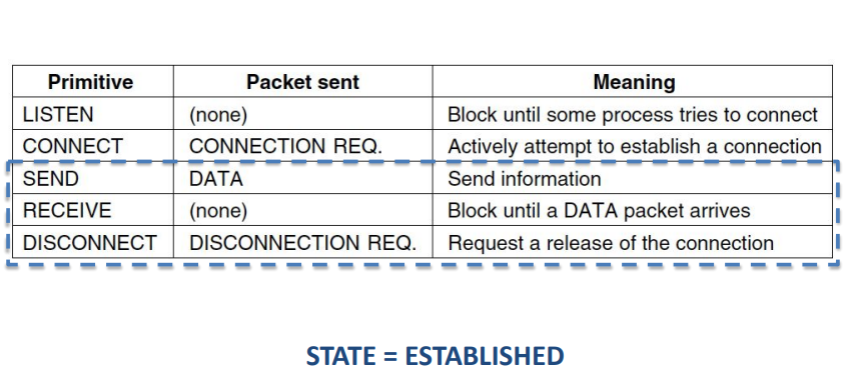 Primitive Packet sent Meaning
LISTEN (none) Block until some process tries to connect
CONNECT CONNECTION REQ. Actively attempt to establish a connection
SEND DATA Send information
RECEIVE (none) Block until a DATA packet arrives
DISCONNECT DISCONNECTION REQ. Request a release of the connection
STATE = ESTABLISHED